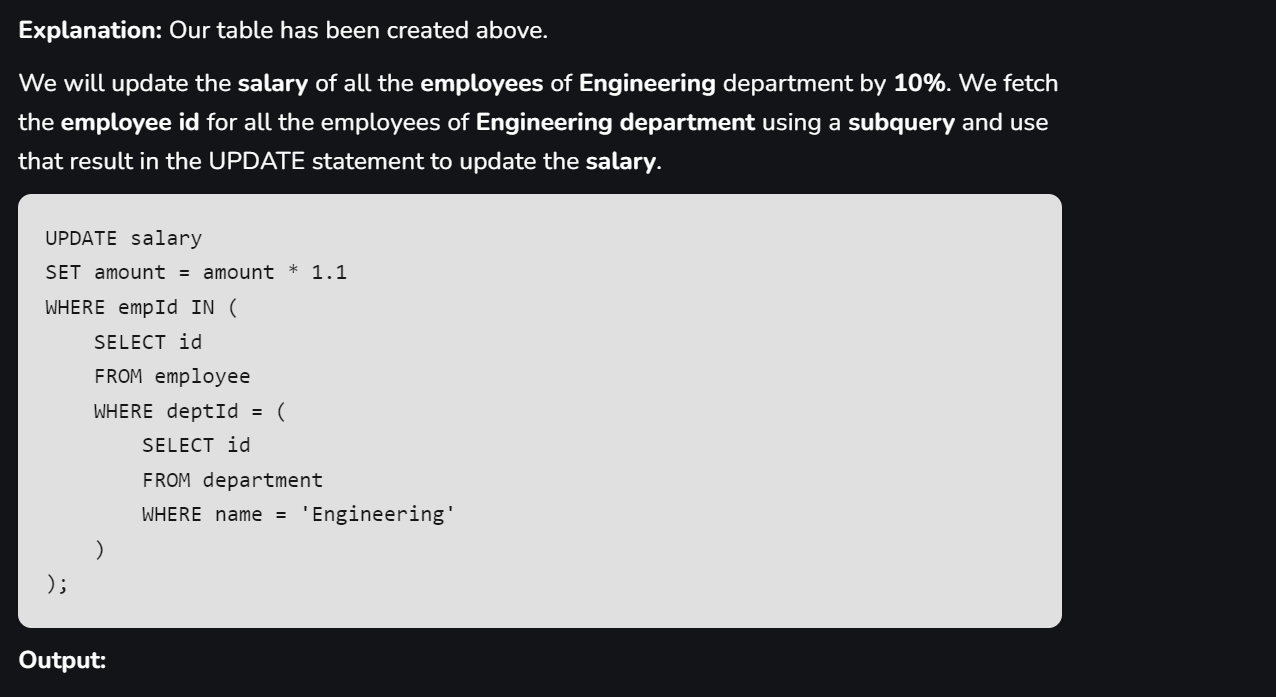 Explanation: Our table has been created above.
We will update the salary of all the employees of Engineering department by 10%. We fetch
the employee id for all the employees of Engineering department using a subquery and use
that result in the UPDATE statement to update the salary.
UPDATE salary
SET amount = amount * 1.1
WHERE empId IN (
    SELECT id
    FROM employee
    WHERE deptId = (
        SELECT id
        FROM department
        WHERE name = 'Engineering'
    )
);
Output: